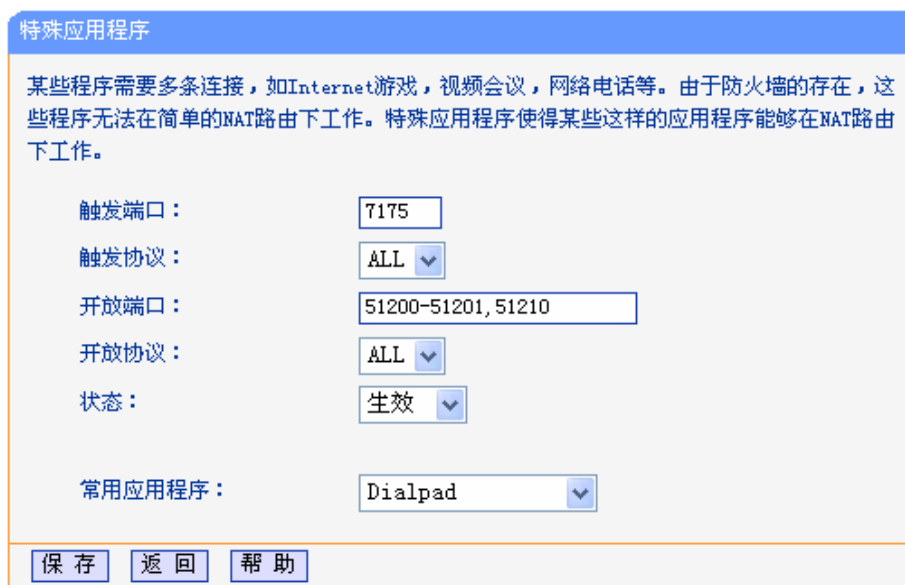 特殊应用程序
某些程序需要多条连接，如Internet游戏，视频会议，网络电话等。由于防火墙的存在，这
些程序无法在简单的NAT路由下工作。特殊应用程序使得某些这样的应用程序能够在NAT路由
下工作。
触发端口： 7175
触发协议： ALL
开放端口： 51200-51201,51210
开放协议： ALL
状态： 生效
常用应用程序： Dialpad
保 存 返 回 帮 助